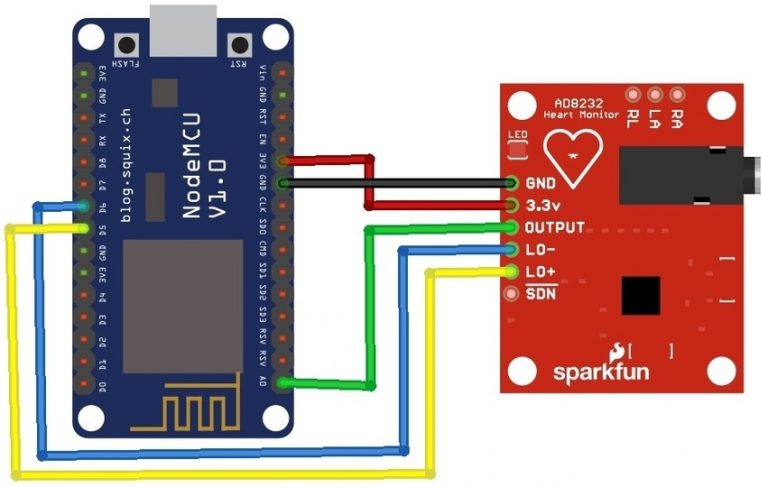 FLASH
RST
3V3
GND
TX
RX
D8
D7
D6
D5
GND
3V3
D4
D3
D2
D1
D0
blog.squix.ch
NodeMCU
V1.0
Vin
GND
RST
EN
3V3
GND
CLK
SDO
CMD
SD1
SD2
SD3
RSV
RSV
A0
AD8232
Heart Monitor
RL
LA
RA
LED
GND
3.3v
OUTPUT
LO-
LO+
SDN
sparkfun